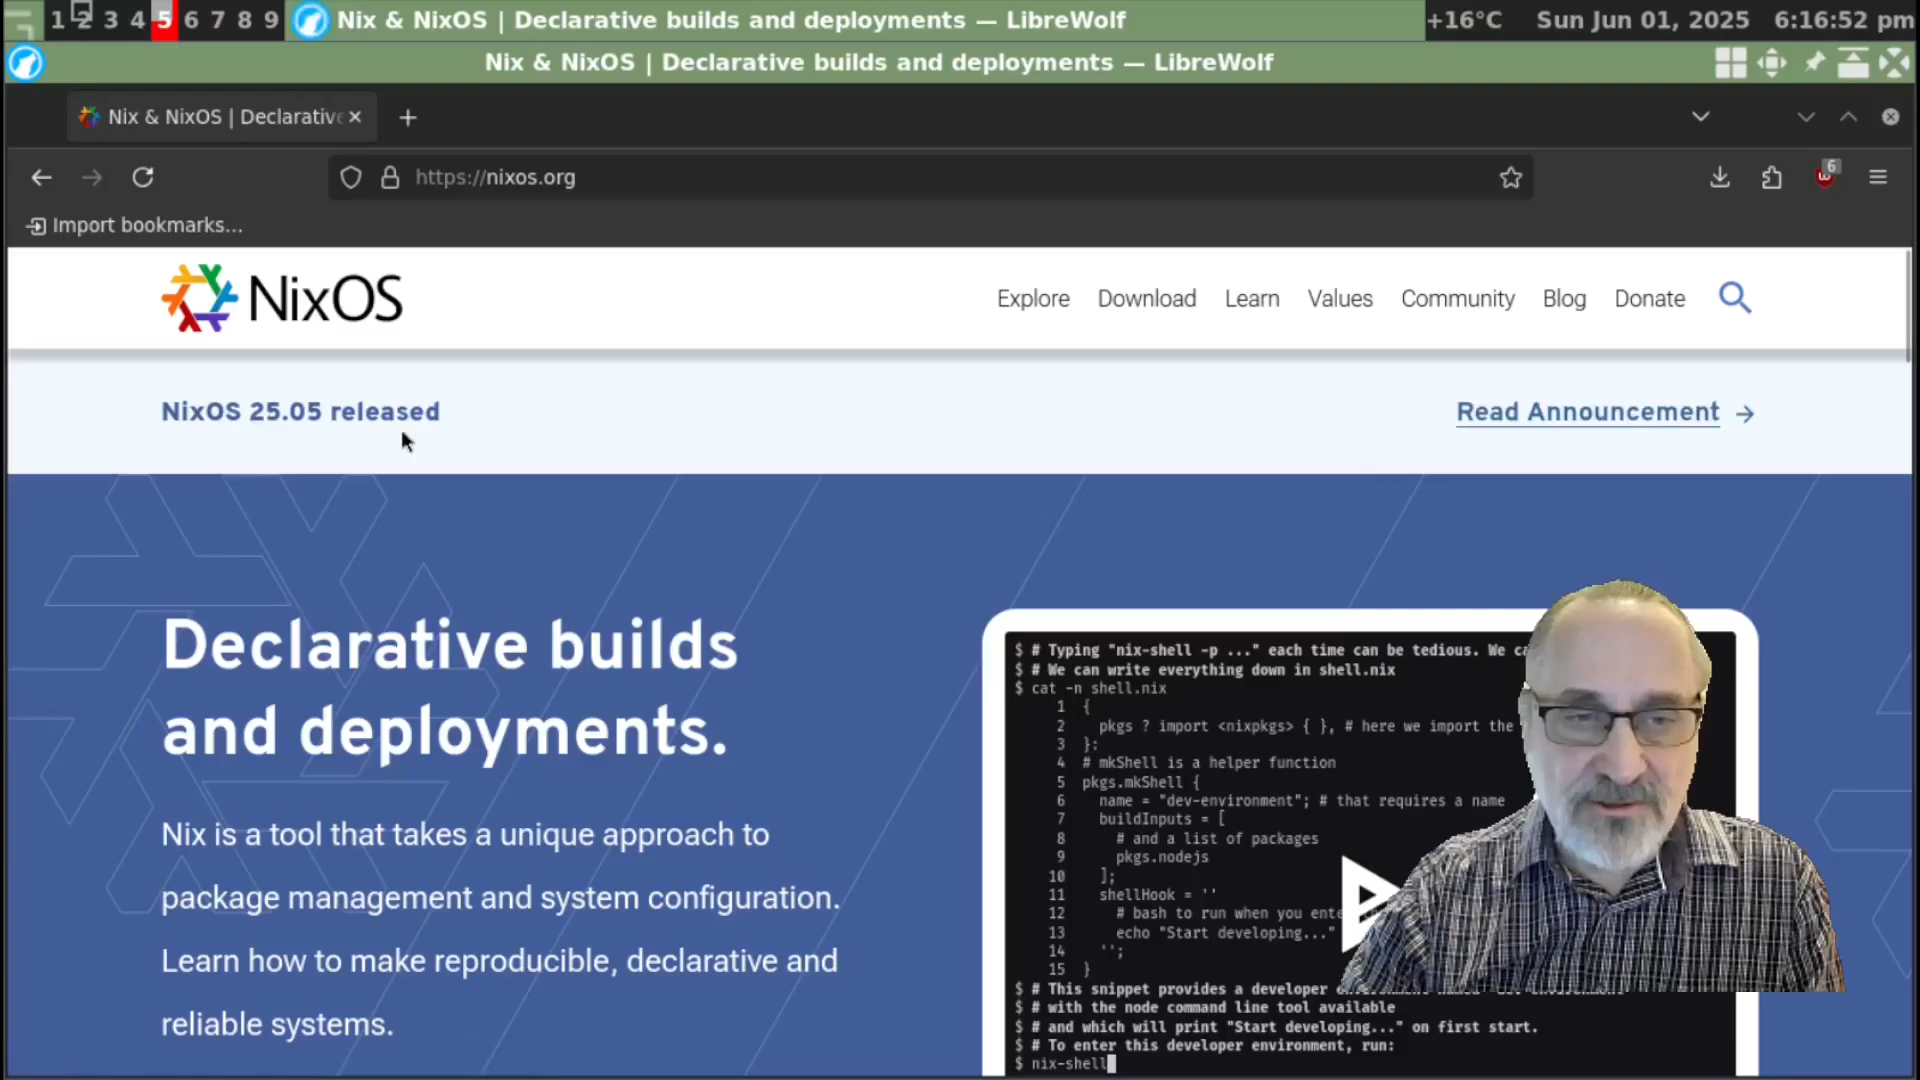 1 2 3 4 5 6 7 8 9 Nix & NixOS | Declarative builds and deployments — LibreWolf +16°C Sun Jun 01, 2025 6:16:52 pm
Nix & NixOS | Declarative builds and deployments — LibreWolf
Nix & NixOS | Declarative
https://nixos.org
6
Import bookmarks...
NixOS Explore Download Learn Values Community Blog Donate
NixOS 25.05 released Read Announcement →
Declarative builds
and deployments.
Nix is a tool that takes a unique approach to
package management and system configuration.
Learn how to make reproducible, declarative and
reliable systems.
$ # Typing "nix-shell -p ..." each time can be tedious. We
$ # We can write everything down in shell.nix
$ cat -n shell.nix
1 {
2 pkgs ? import <nixpkgs> { }, # here we import the
3 }:
4 # mkShell is a helper function
5 pkgs.mkShell {
6 name = "dev-environment"; # that requires a name
7 buildInputs = [
8 # and a list of packages
9 pkgs.nodejs
10 ];
11 shellHook = ''
12 # bash to run when you
13 echo "Start developing..."
14 '';
15 }
$ # This snippet provides a developer
$ # with the node command line tool available
$ # and which will print "Start developing..." on first start.
$ # To enter this developer environment, run:
$ nix-shell